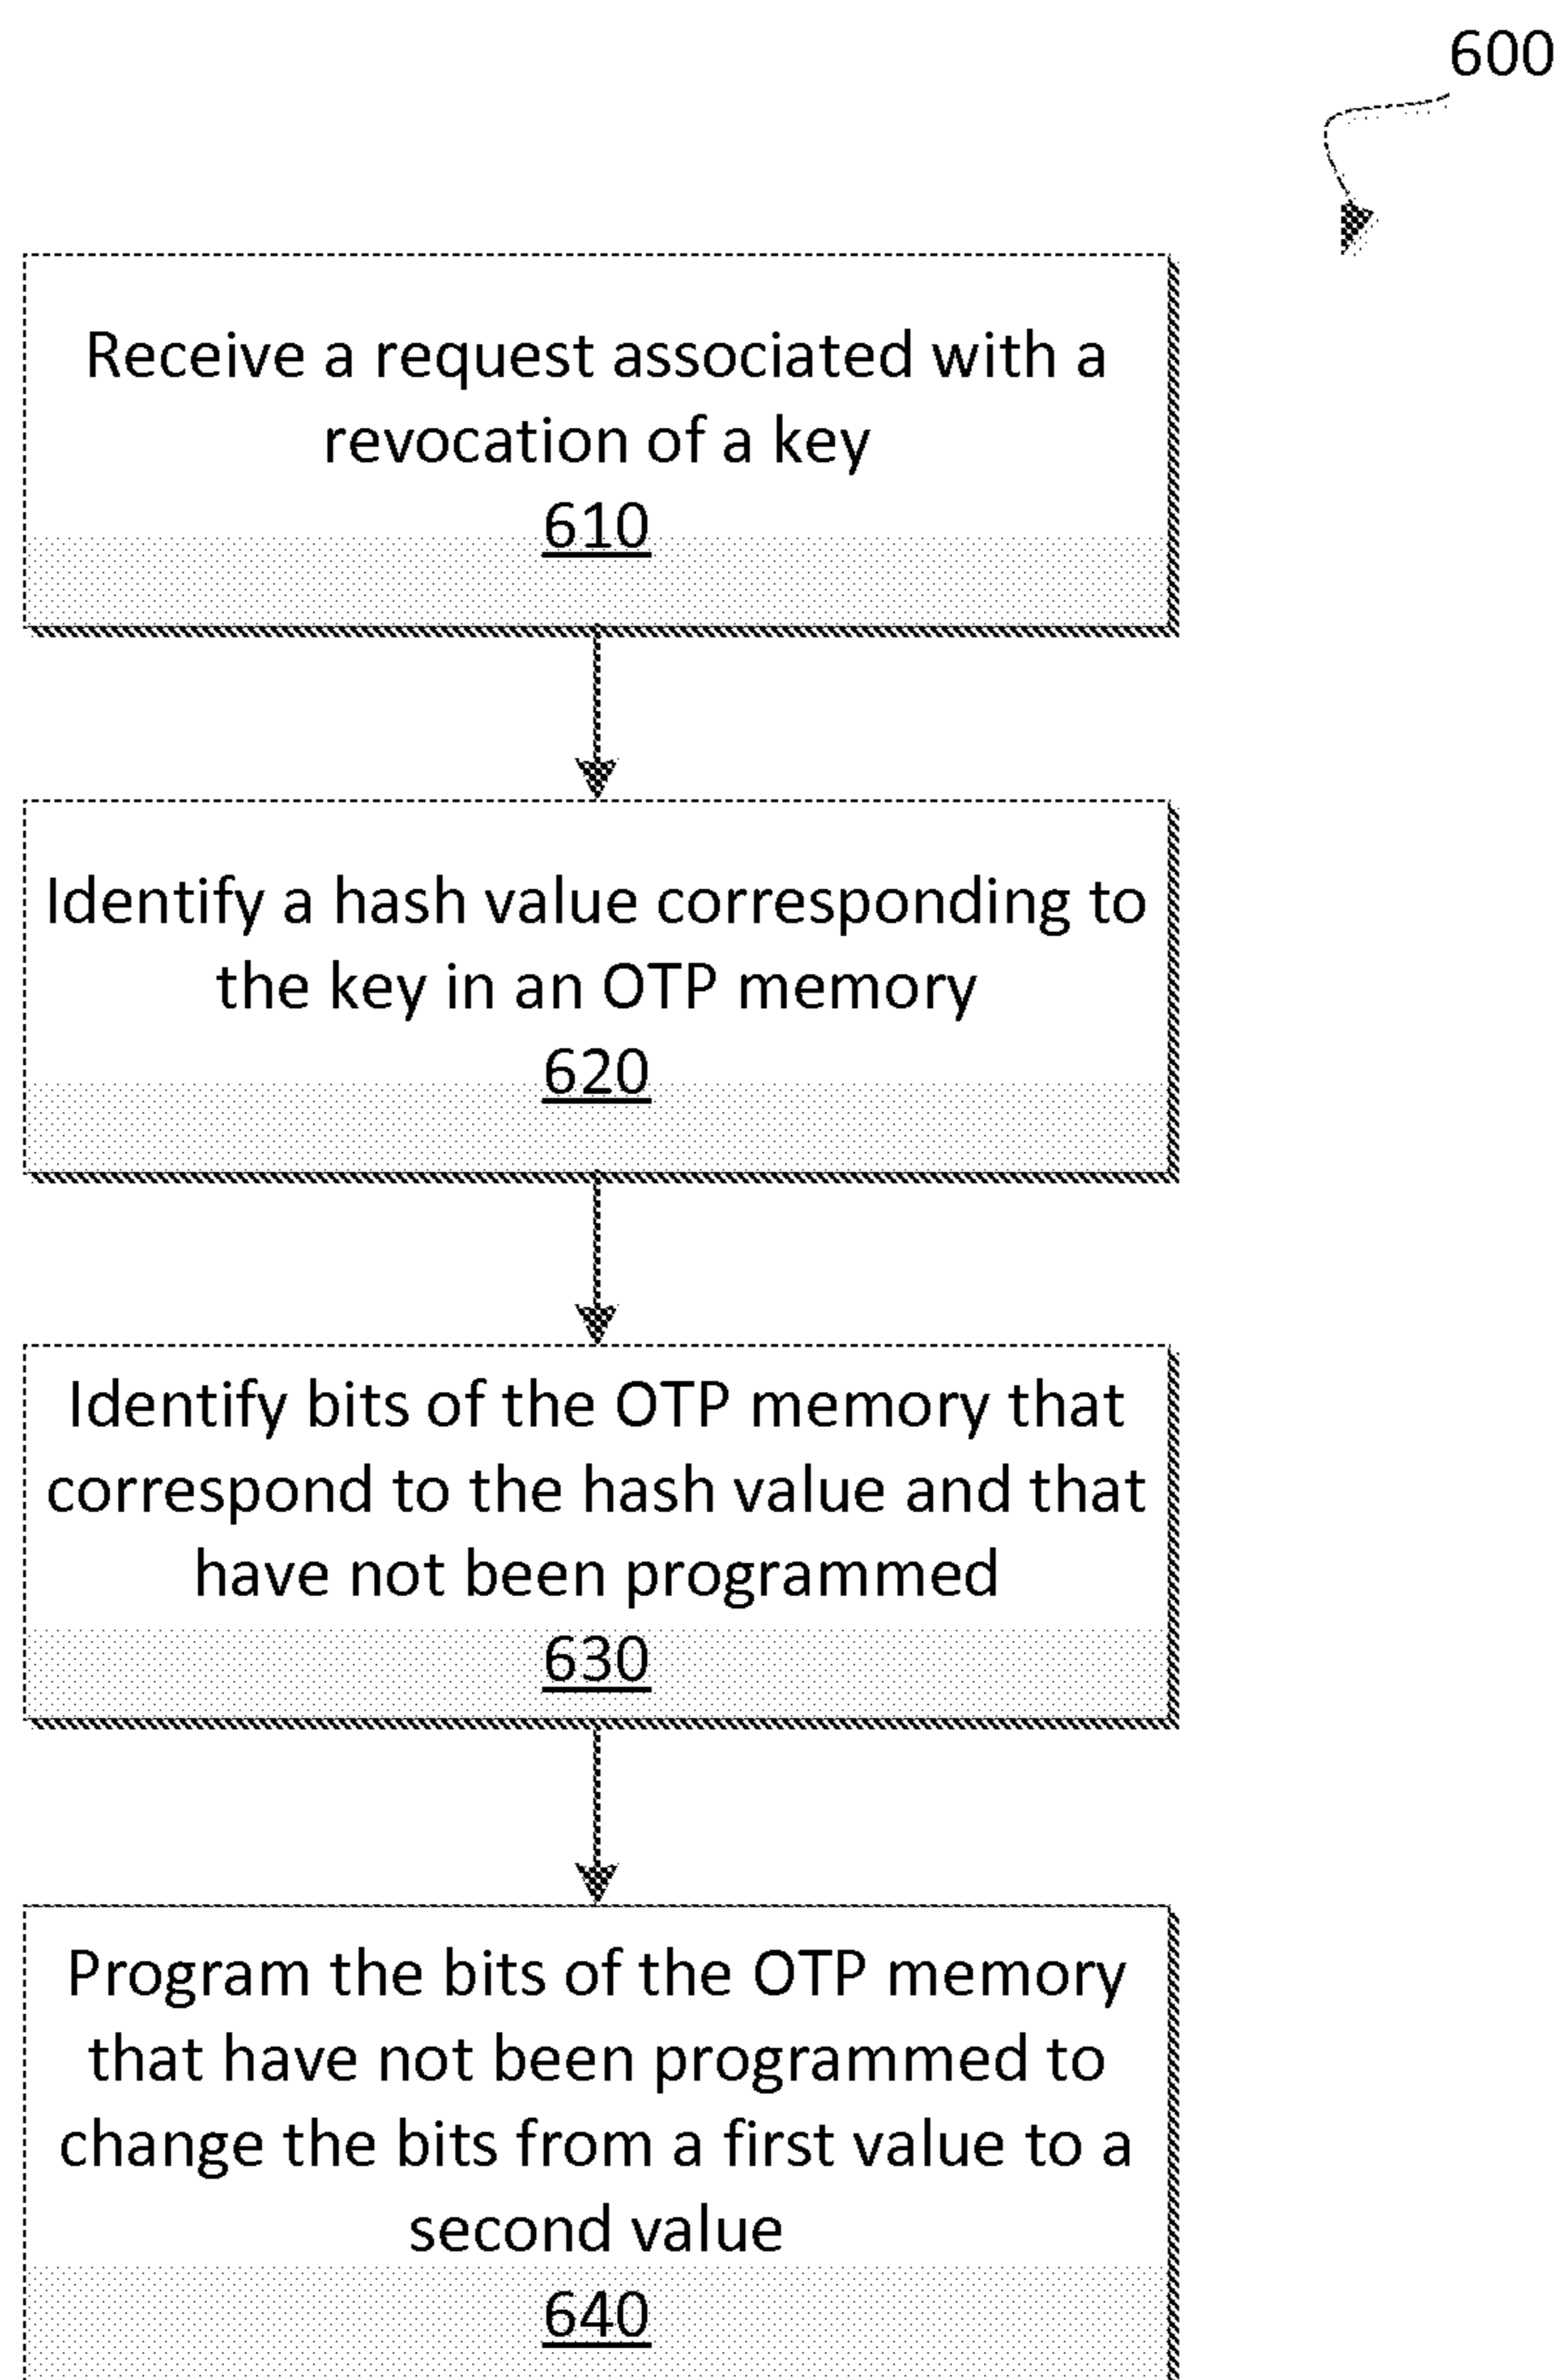 600
Receive a request associated with a
revocation of a key
610
Identify a hash value corresponding to
the key in an OTP memory
620
Identify bits of the OTP memory that
correspond to the hash value and that
have not been programmed
630
Program the bits of the OTP memory
that have not been programmed to
change the bits from a first value to a
second value
640